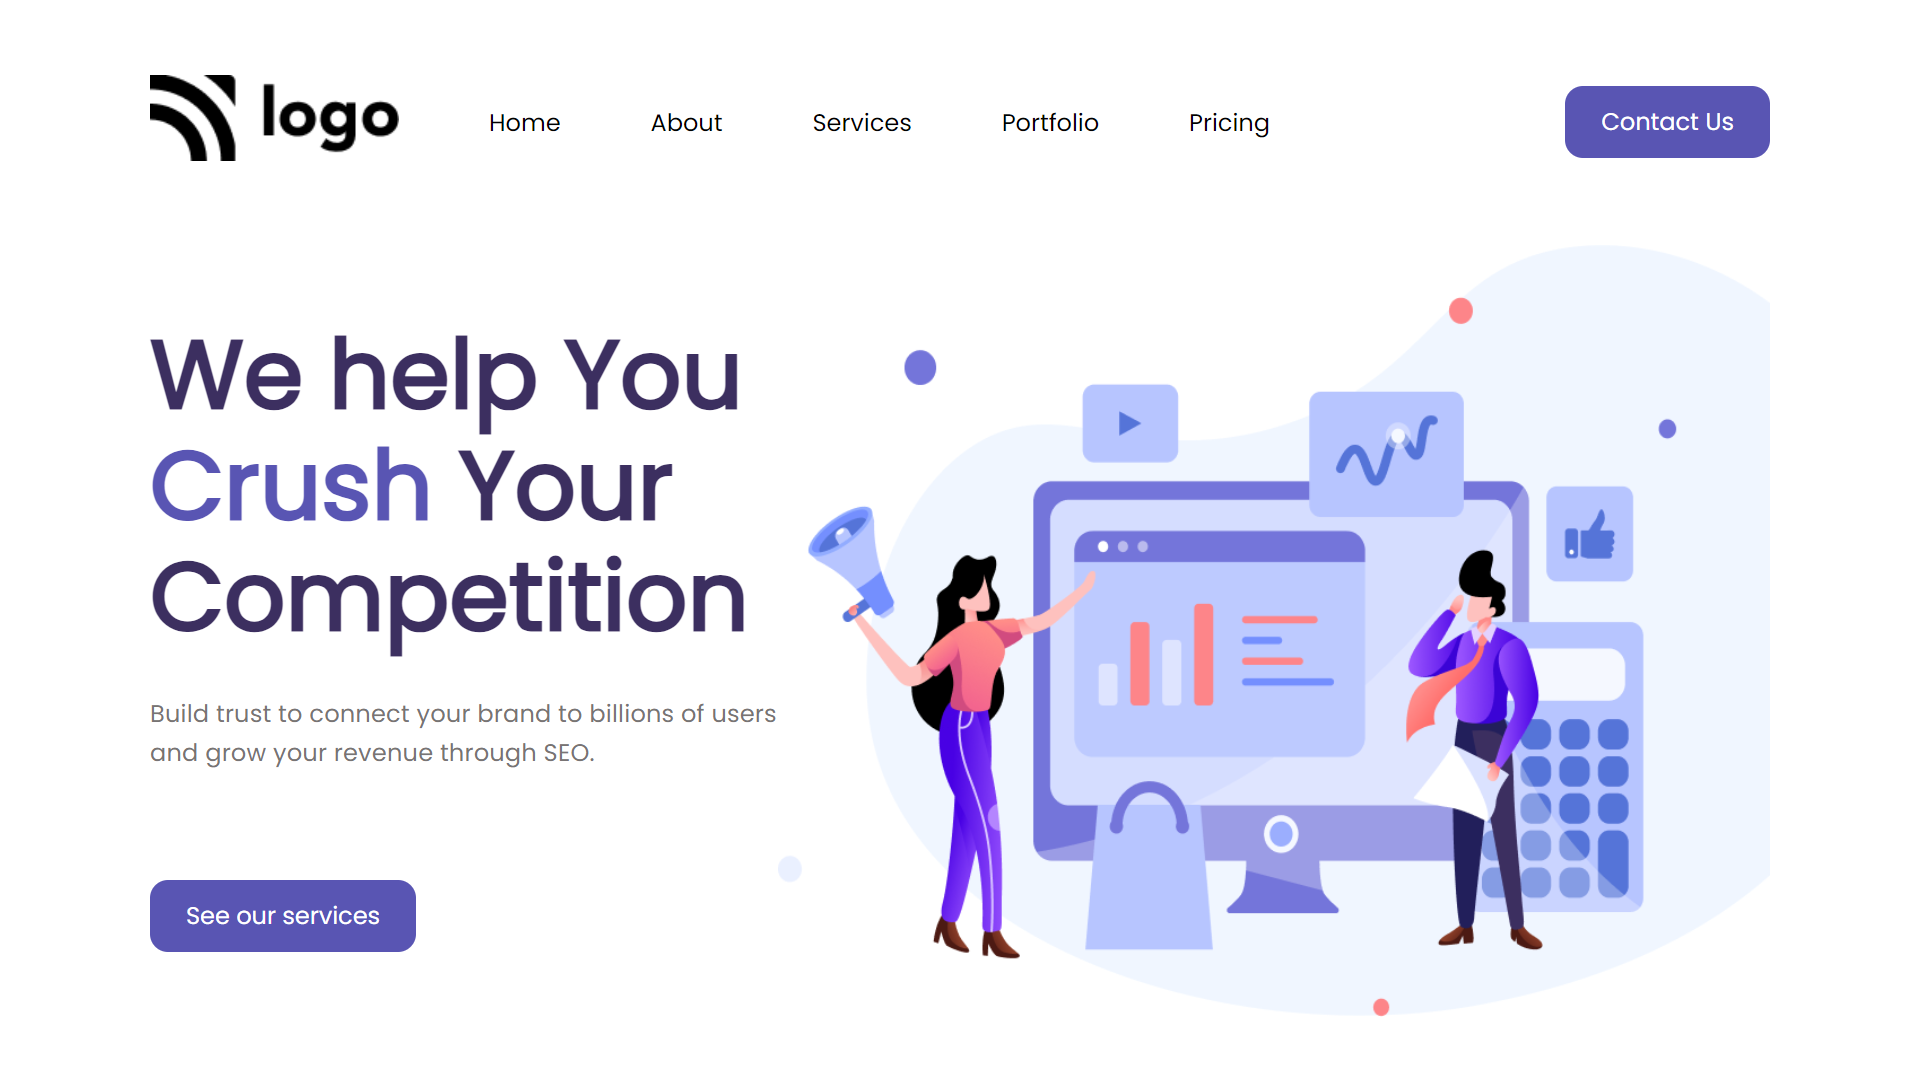 logo
Home
About
Services
Portfolio
Pricing
Contact Us
We help You
Crush Your
Competition
Build trust to connect your brand to billions of users
and grow your revenue through SEO.
See our services